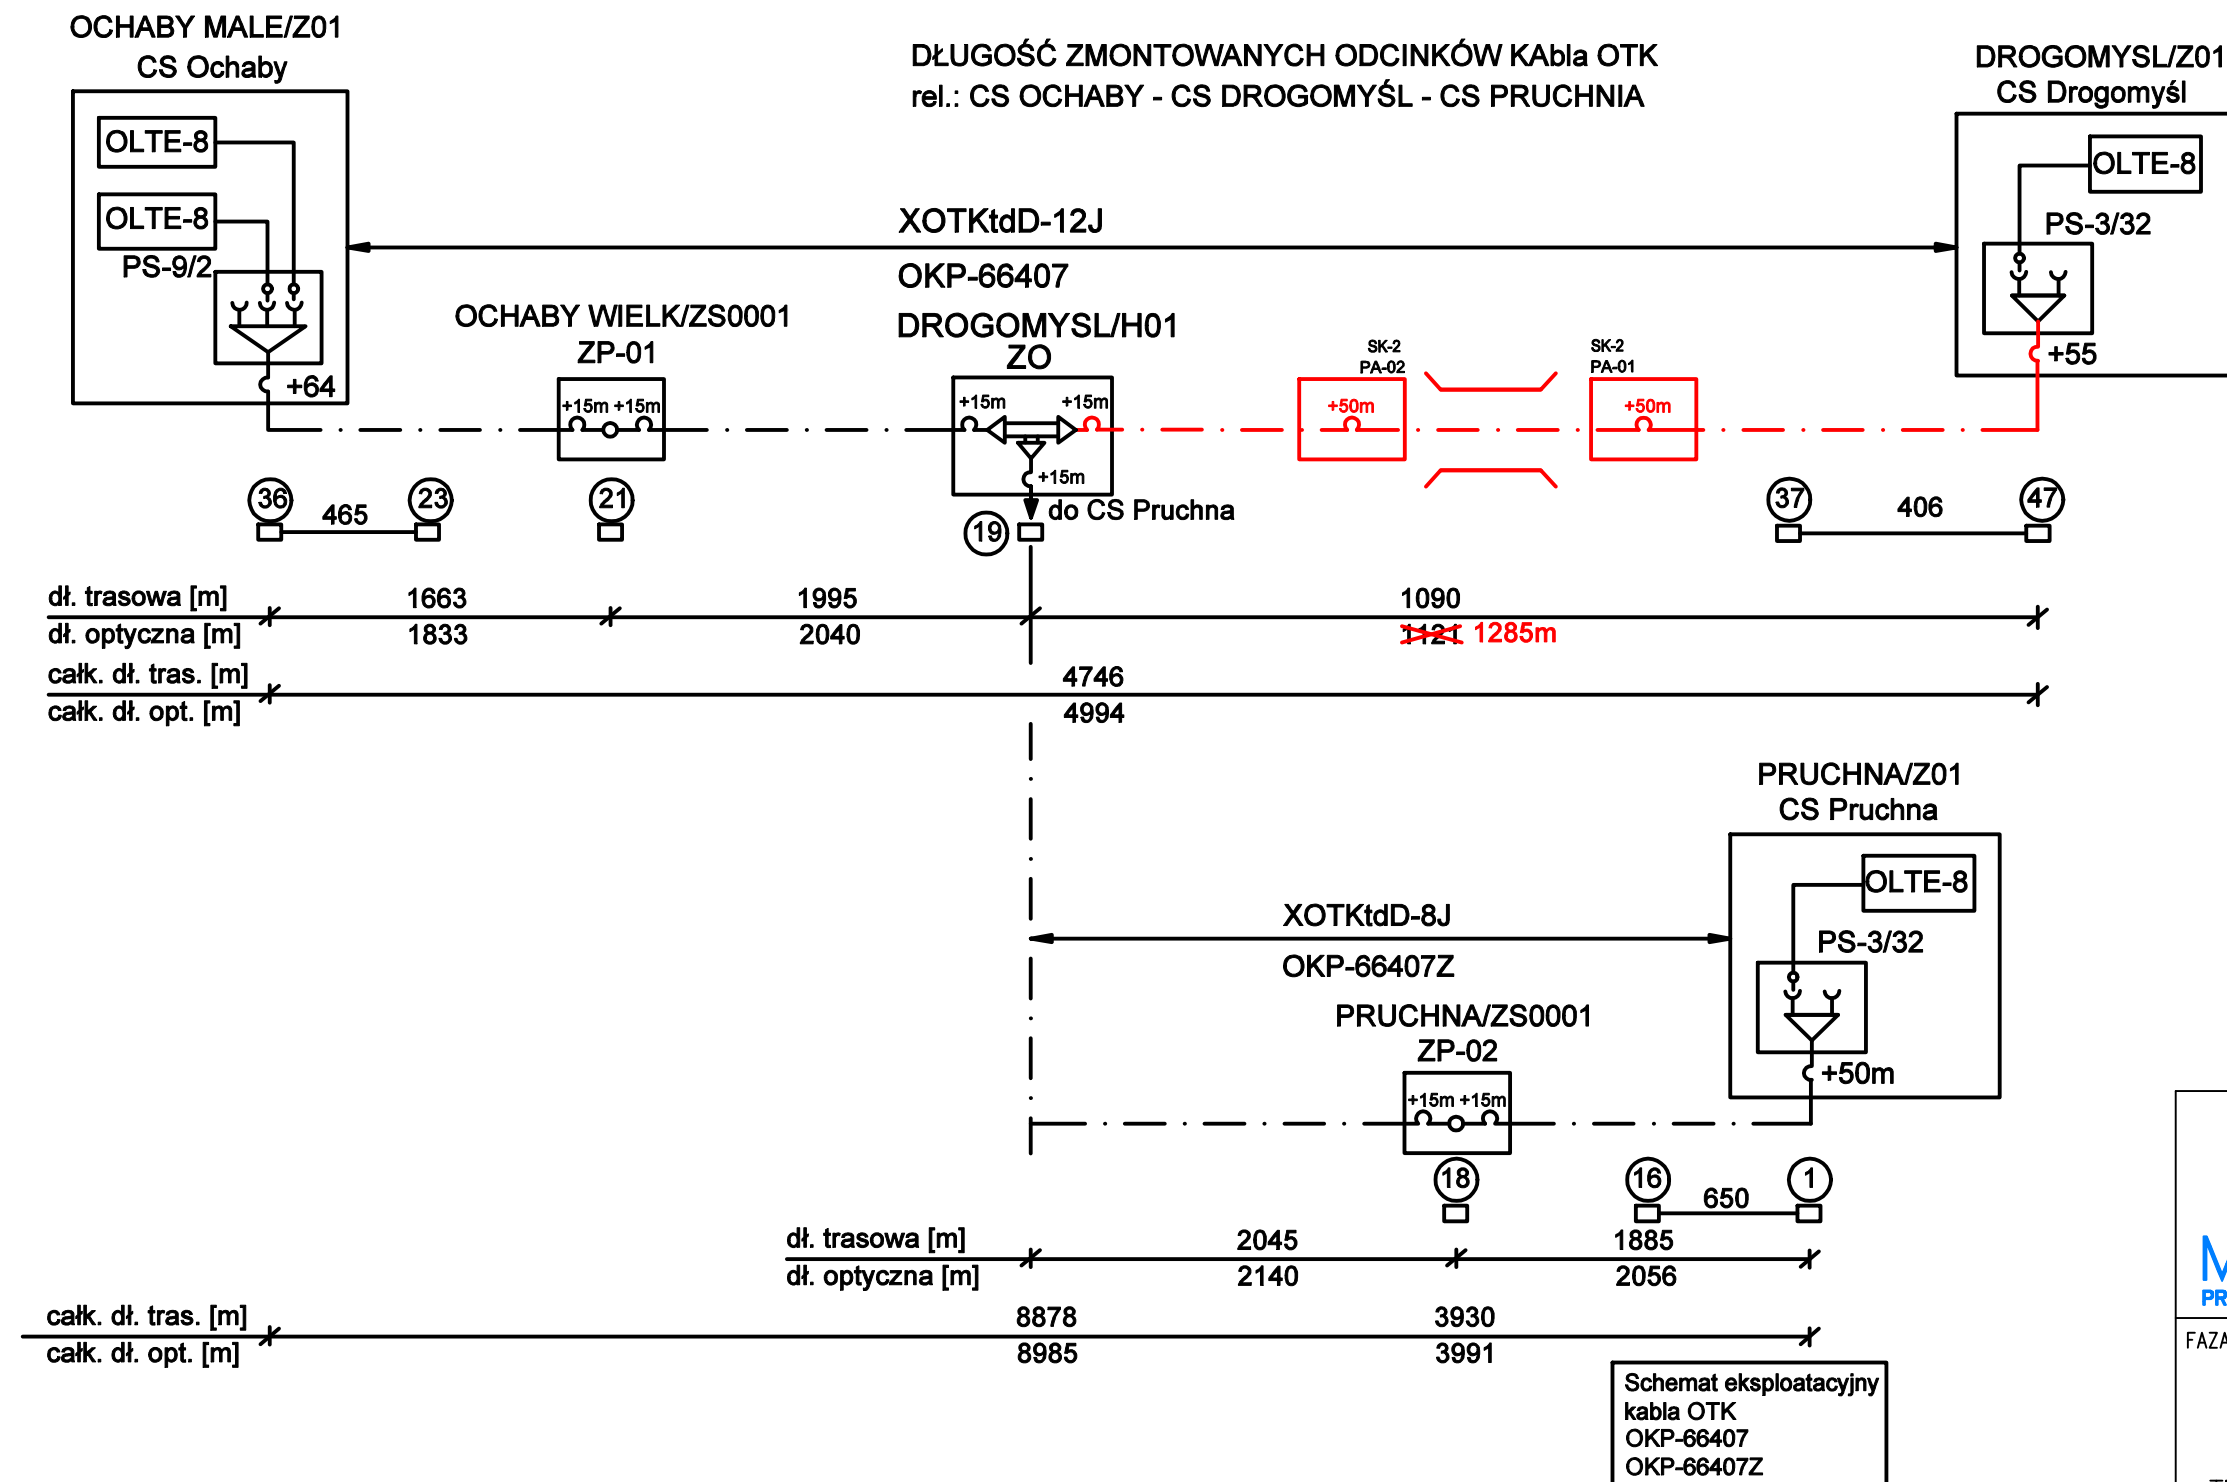 OCHABY MALE/Z01
CS Ochaby
DŁUGOŚĆ ZMONTOWANYCH ODCINKÓW KAbla OTK
rel.: CS OCHABY - CS DROGOMYŚL - CS PRUCHNIA
DROGOMYSL/Z01
CS Drogomyśl
OLTE-8
OLTE-8
PS-9/2
+64
XOTKtdD-12J
OKP-66407
OLTE-8
PS-3/32
+55
OCHABY WIELK/ZS0001
ZP-01
+15m +15m
DROGOMYSL/H01
ZO
+15m
+15m
+15m
do CS Pruchna
SK-2
PA-02
+50m
SK-2
PA-01
+50m
36
465
23
21
19
37
406
47
dł. trasowa [m]
1663
1995
1090
dł. optyczna [m]
1833
2040
1121
1285m
całk. dł. tras. [m]
4746
całk. dł. opt. [m]
4994
PRUCHNA/Z01
CS Pruchna
OLTE-8
PS-3/32
+50m
XOTKtdD-8J
OKP-66407Z
PRUCHNA/ZS0001
ZP-02
+15m +15m
18
16
650
1
dł. trasowa [m]
2045
1885
dł. optyczna [m]
2140
2056
całk. dł. tras. [m]
8878
3930
całk. dł. opt. [m]
8985
3991
Schemat eksploatacyjny
kabla OTK
OKP-66407
OKP-66407Z
M
PR
FAZA